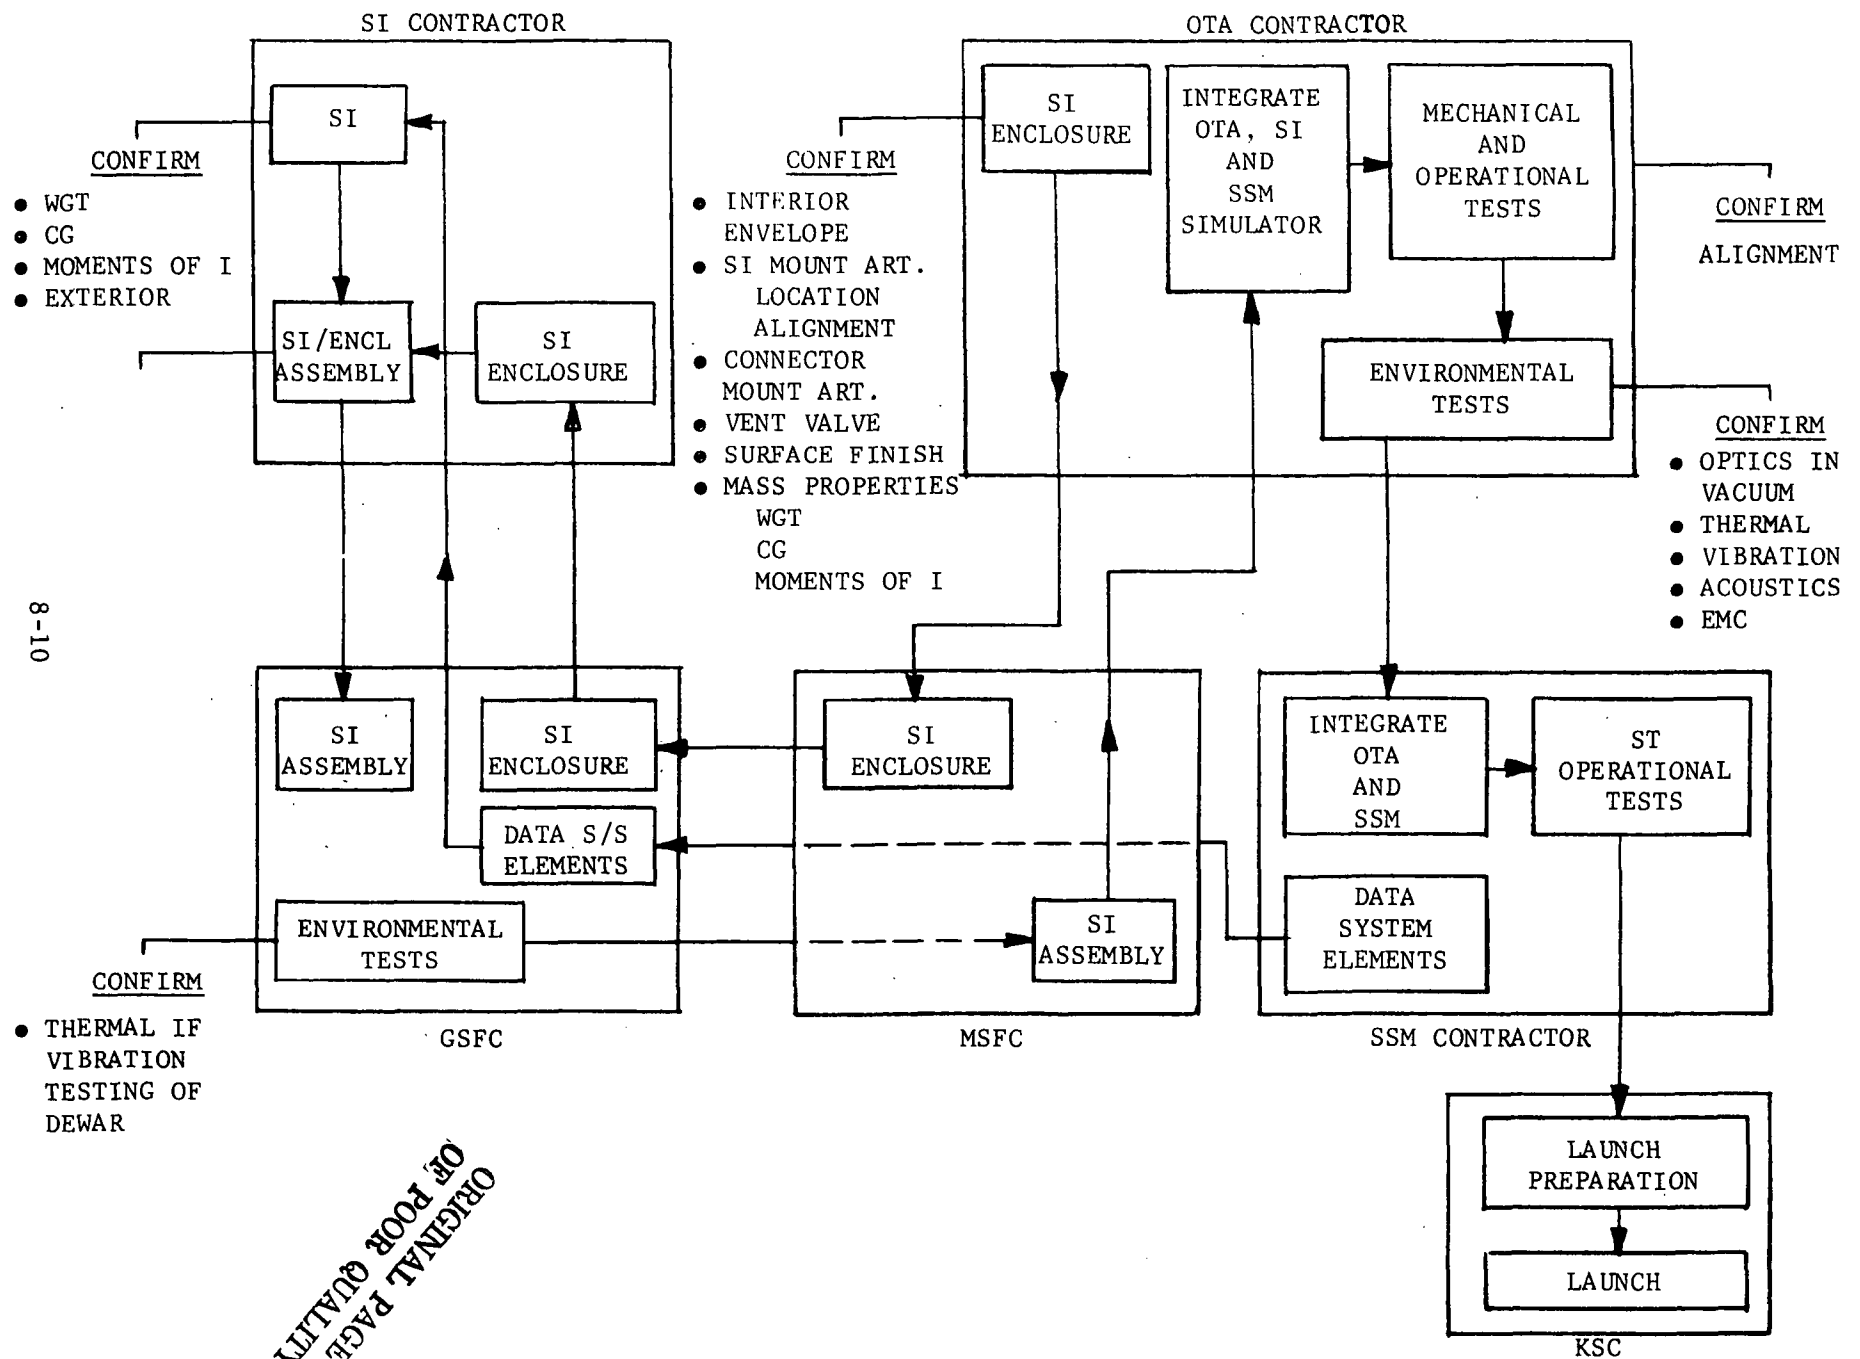 SI CONTRACTOR
SI
CONFIRM
● WGT
● CG
● MOMENTS OF I
● EXTERIOR
SI/ENCL
ASSEMBLY
SI
ENCLOSURE
OTA CONTRACTOR
SI
ENCLOSURE
INTEGRATE
OTA, SI
AND
SSM
SIMULATOR
MECHANICAL
AND
OPERATIONAL
TESTS
CONFIRM
● INTERIOR
ENVELOPE
● SI MOUNT ART.
LOCATION
ALIGNMENT
● CONNECTOR
MOUNT ART.
● VENT VALVE
● SURFACE FINISH
● MASS PROPERTIES
WGT
CG
MOMENTS OF I
CONFIRM
ALIGNMENT
ENVIRONMENTAL
TESTS
CONFIRM
● OPTICS IN
VACUUM
● THERMAL
● VIBRATION
● ACOUSTICS
● EMC
8-10
SI
ASSEMBLY
SI
ENCLOSURE
DATA S/S
ELEMENTS
ENVIRONMENTAL
TESTS
CONFIRM
● THERMAL IF
VIBRATION
TESTING OF
DEWAR
GSFC
SI
ENCLOSURE
SI
ASSEMBLY
MSFC
INTEGRATE
OTA
AND
SSM
ST
OPERATIONAL
TESTS
DATA
SYSTEM
ELEMENTS
SSM CONTRACTOR
LAUNCH
PREPARATION
LAUNCH
KSC
ORIGINAL PAGE
OF POOR QUALITY